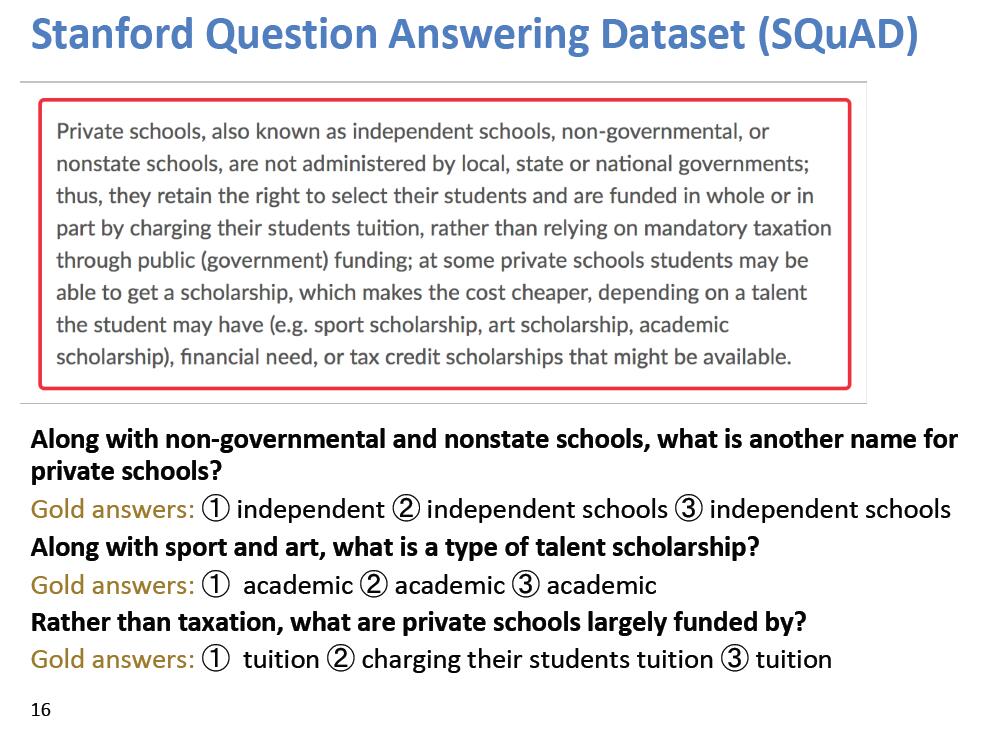 Stanford Question Answering Dataset (SQuAD)
Private schools, also known as independent schools, non-governmental, or
nonstate schools, are not administered by local, state or national governments;
thus, they retain the right to select their students and are funded in whole or in
part by charging their students tuition, rather than relying on mandatory taxation
through public (government) funding; at some private schools students may be
able to get a scholarship, which makes the cost cheaper, depending on a talent
the student may have (e.g. sport scholarship, art scholarship, academic
scholarship), financial need, or tax credit scholarships that might be available.
Along with non-governmental and nonstate schools, what is another name for
private schools?
Gold answers: ① independent ② independent schools ③ independent schools
Along with sport and art, what is a type of talent scholarship?
Gold answers: ① academic ② academic ③ academic
Rather than taxation, what are private schools largely funded by?
Gold answers: ① tuition ② charging their students tuition ③ tuition
16